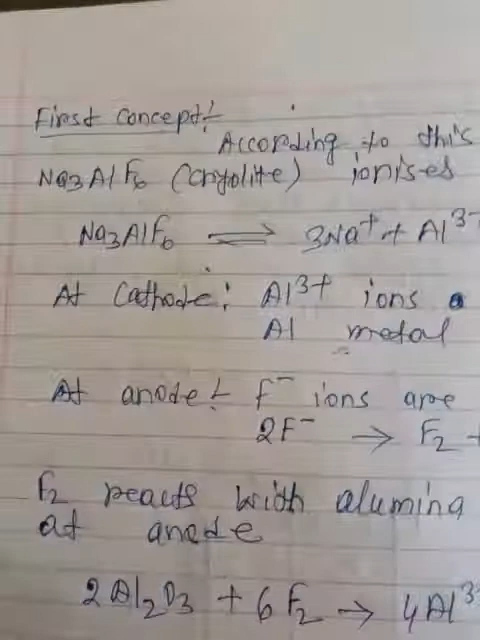 First concept:
According to this
Na3AlF6 (cryolite) ionises
Na3AlF6 ⇌ 3Na+ + Al3
At Cathode: Al3+ ions
Al metal
At anode: F- ions are
2F- → F2 +
F2 reacts with alumina
at anode
2Al2O3 + 6F2 → 4Al3